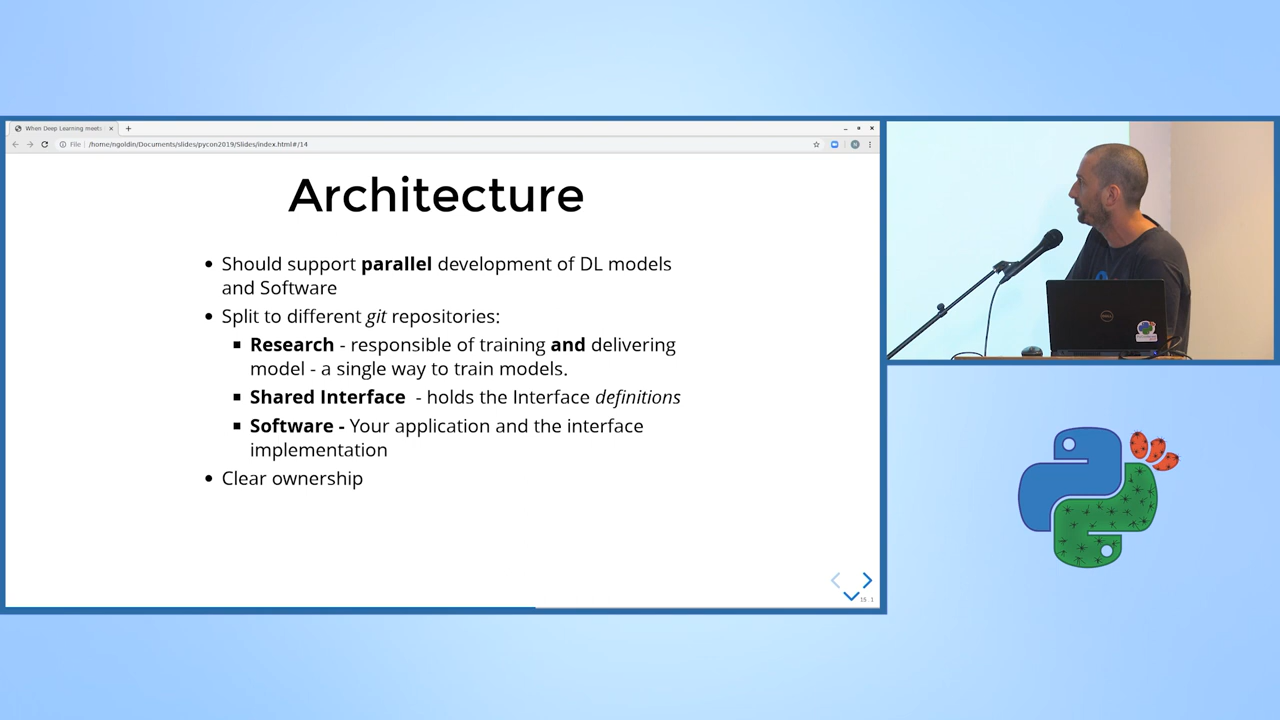 When Deep Learning meets
File
/home/ngoldin/Documents/slides/pycon2019/Slides/index.html#/14
Architecture
Should support parallel development of DL models
and Software
Split to different git repositories:
Research - responsible of training and delivering
model - a single way to train models.
Shared Interface - holds the Interface definitions
Software - Your application and the interface
implementation
Clear ownership
DELL